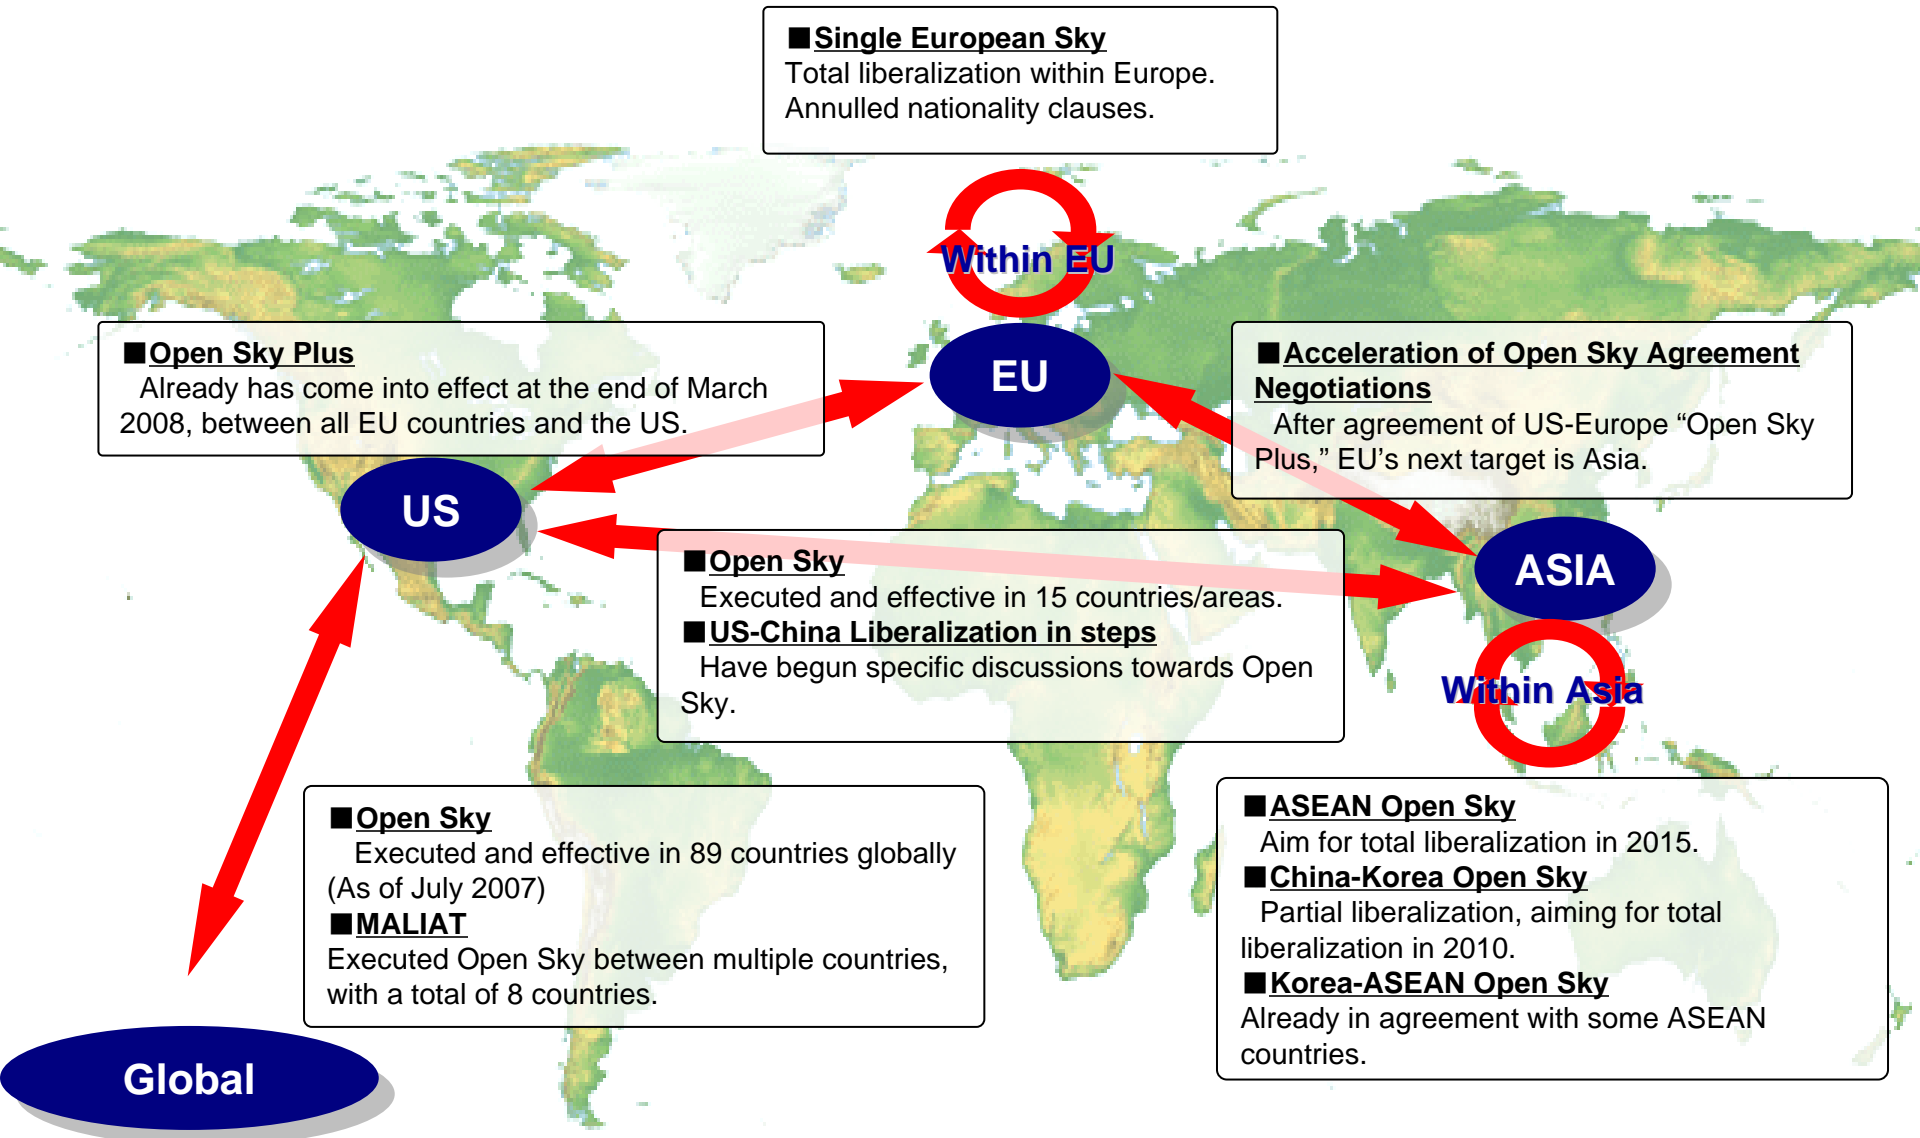 ■Single European Sky
Total liberalization within Europe.
Annulled nationality clauses.
Within EU
■Open Sky Plus
Already has come into effect at the end of March
2008, between all EU countries and the US.
EU
■Acceleration of Open Sky Agreement
Negotiations
After agreement of US-Europe “Open Sky
Plus,” EU's next target is Asia.
US
■Open Sky
Executed and effective in 15 countries/areas.
■US-China Liberalization in steps
Have begun specific discussions towards Open
Sky.
ASIA
Within Asia
■Open Sky
Executed and effective in 89 countries globally
(As of July 2007)
■MALIAT
Executed Open Sky between multiple countries,
with a total of 8 countries.
■ASEAN Open Sky
Aim for total liberalization in 2015.
■China-Korea Open Sky
Partial liberalization, aiming for total
liberalization in 2010.
■Korea-ASEAN Open Sky
Already in agreement with some ASEAN
countries.
Global